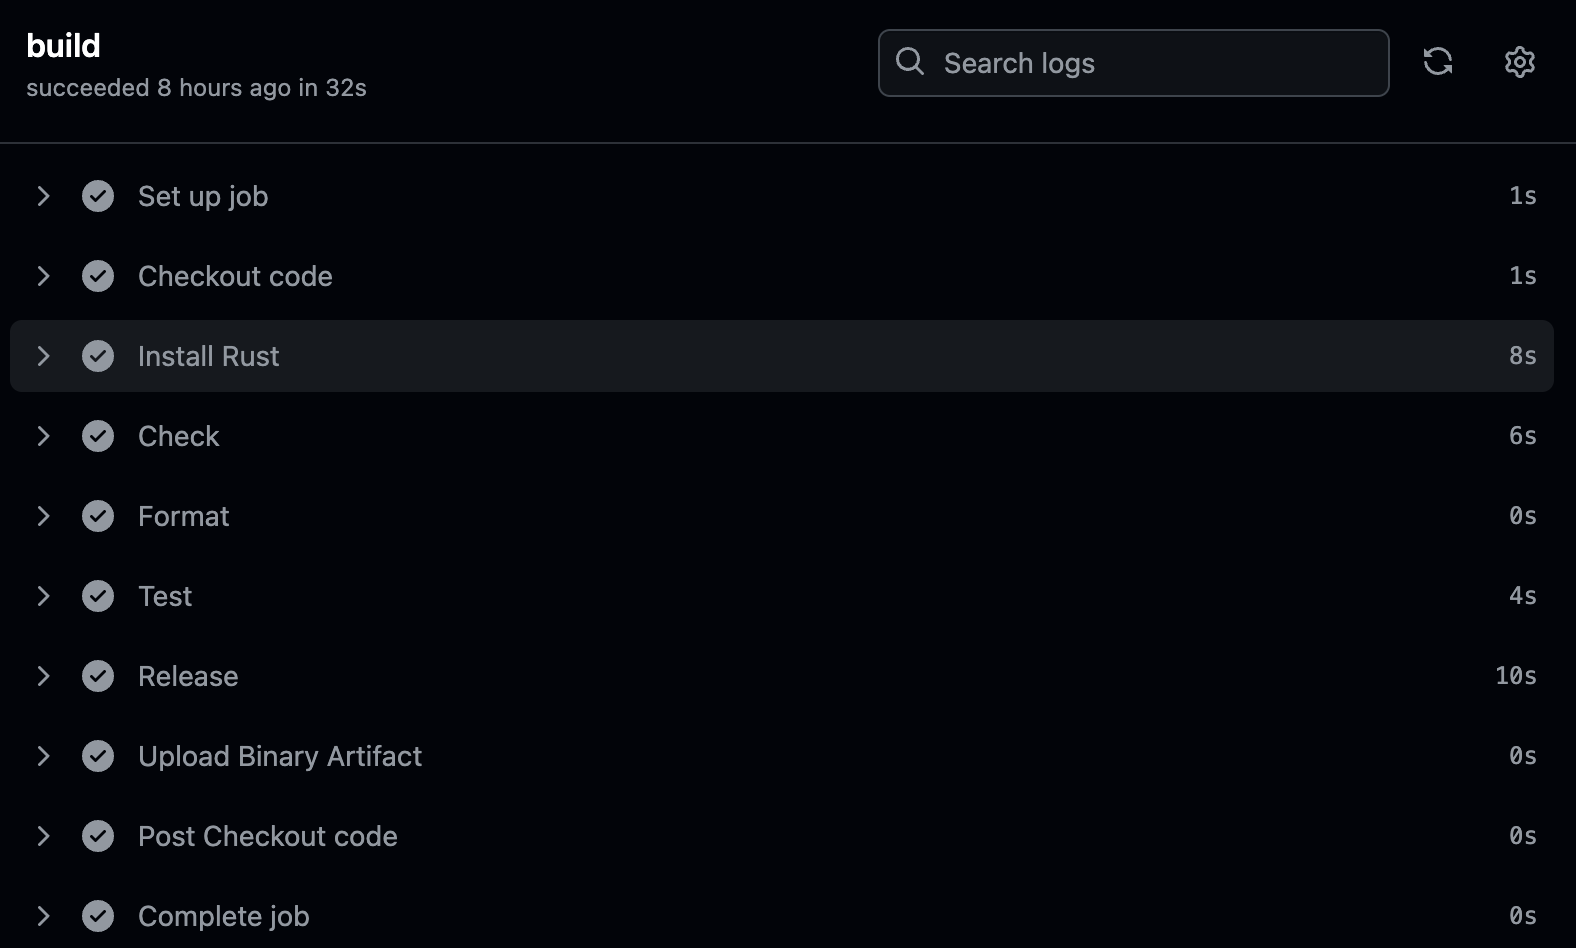 build
succeeded 8 hours ago in 32s
Search logs
Set up job 1s
Checkout code 1s
Install Rust 8s
Check 6s
Format 0s
Test 4s
Release 10s
Upload Binary Artifact 0s
Post Checkout code 0s
Complete job 0s